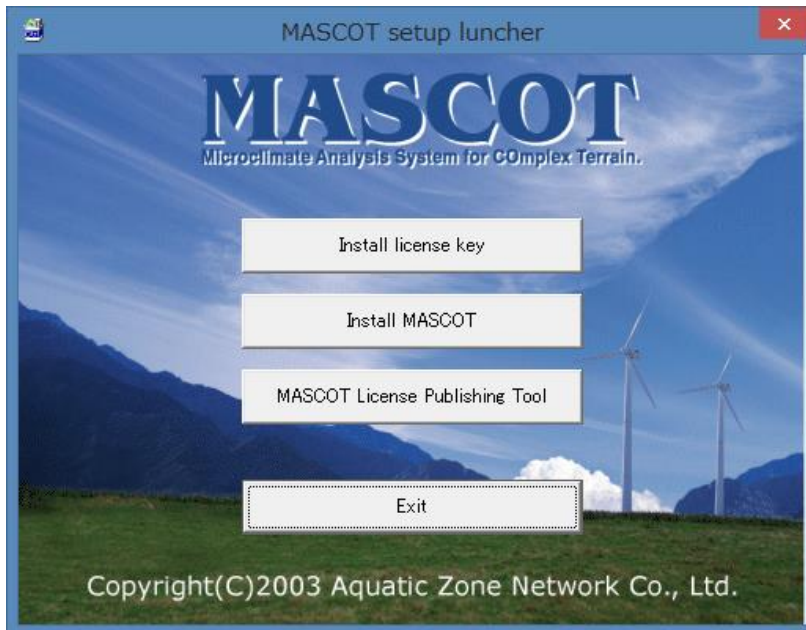 MASCOT setup luncher
MASCOT
Microclimate Analysis System for COmplex Terrain.
Install license key
Install MASCOT
MASCOT License Publishing Tool
Exit
Copyright(C)2003 Aquatic Zone Network Co., Ltd.